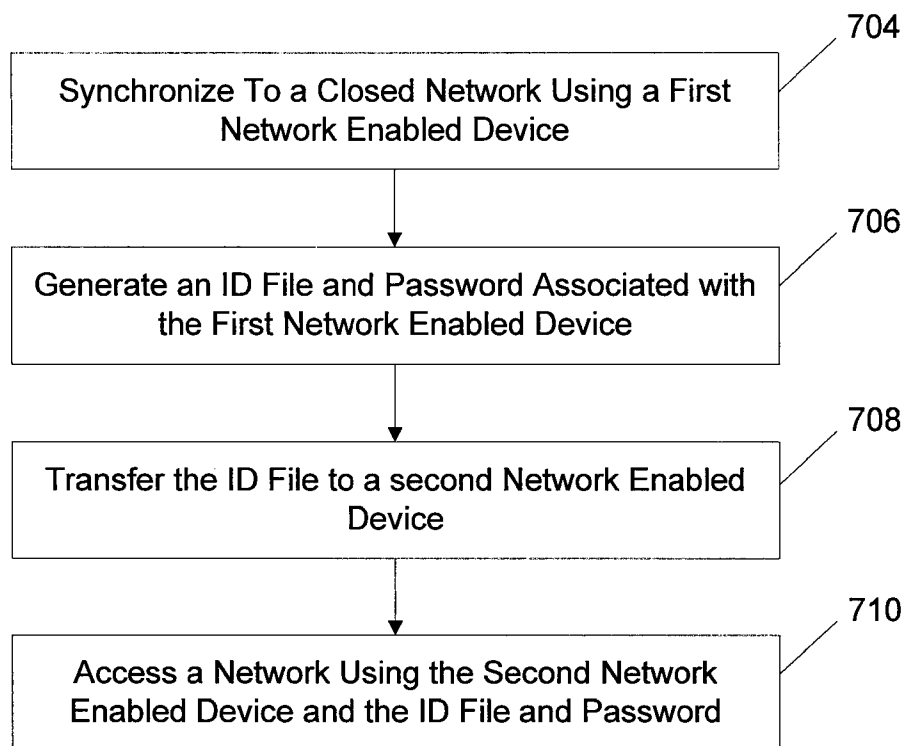 704
Synchronize To a Closed Network Using a First
Network Enabled Device
706
Generate an ID File and Password Associated with
the First Network Enabled Device
708
Transfer the ID File to a second Network Enabled
Device
710
Access a Network Using the Second Network
Enabled Device and the ID File and Password